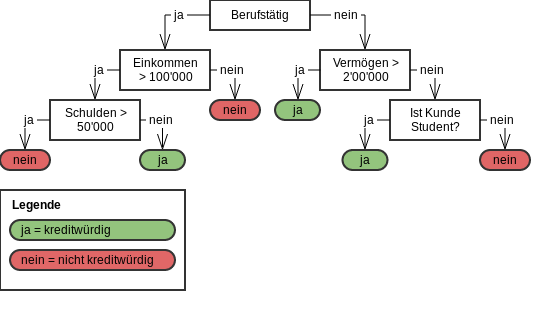 ja
Berufstätig
nein
ja
Einkommen
> 100'000
nein
ja
Vermögen >
2'00'000
nein
ja
Schulden >
50'000
nein
nein
ja
ja
Ist Kunde
Student?
nein
nein
ja
ja
nein
Legende
ja = kreditwürdig
nein = nicht kreditwürdig